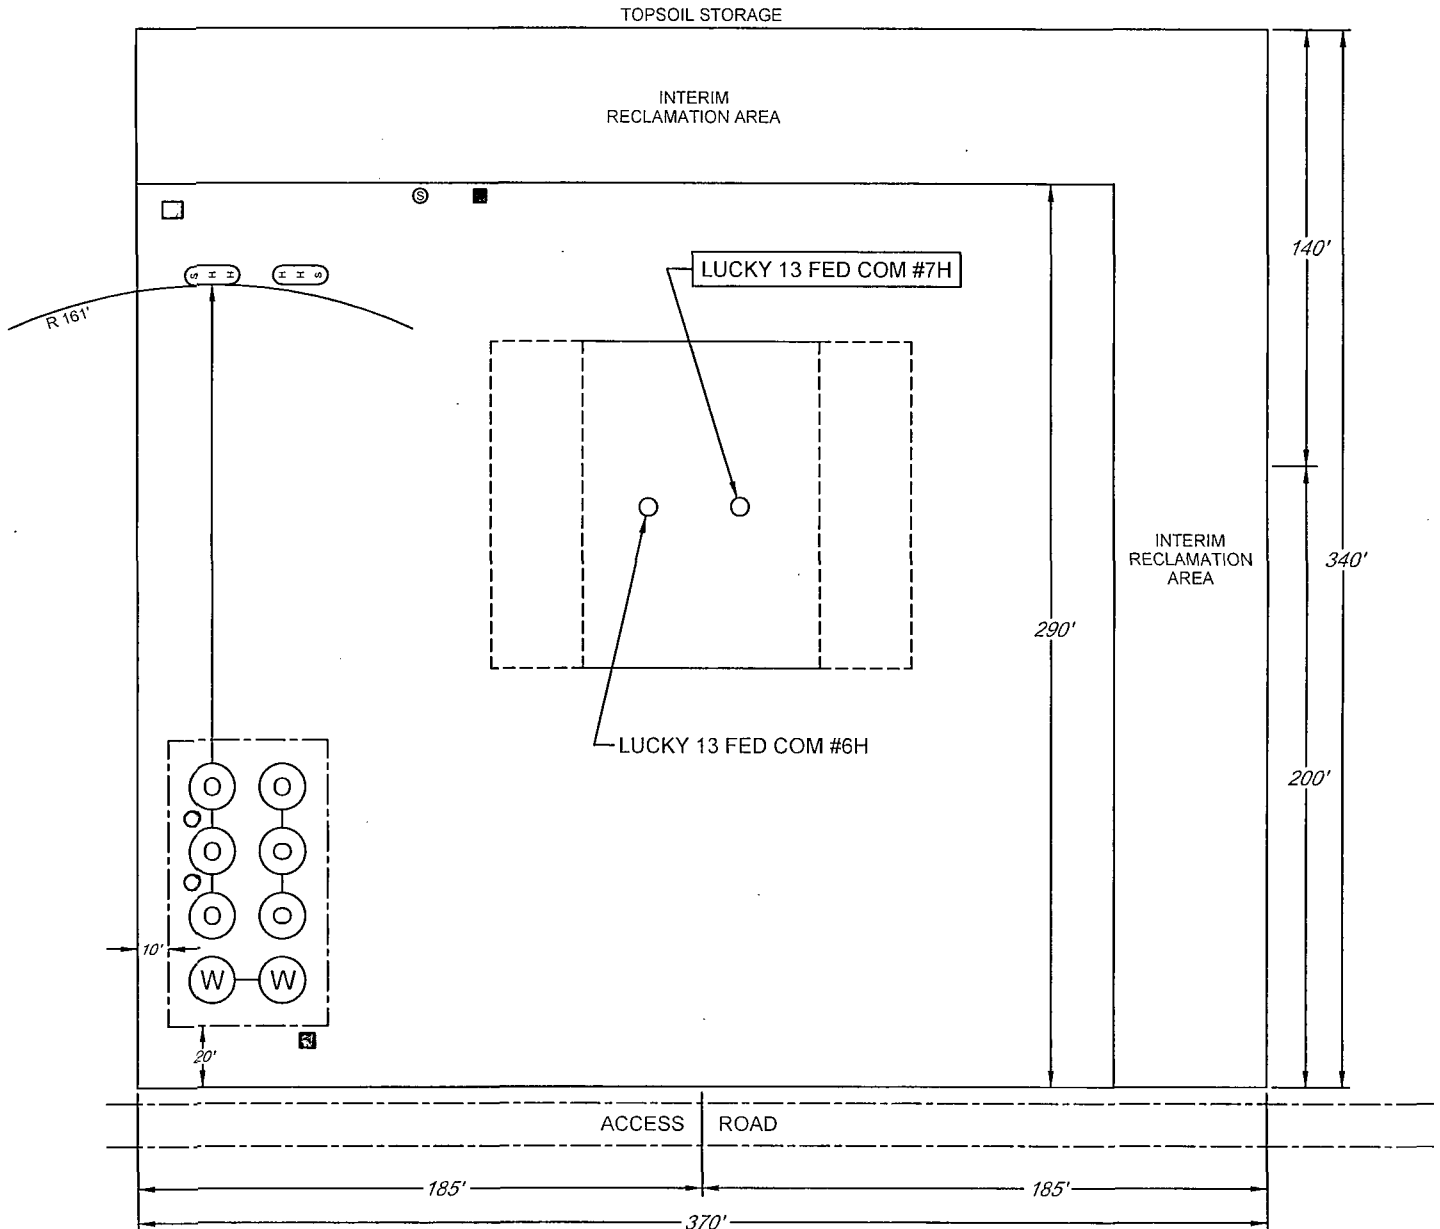 TOPSOIL STORAGE
INTERIM
RECLAMATION AREA
S
S H H
H H S
R 161'
LUCKY 13 FED COM #7H
140'
INTERIM
RECLAMATION
AREA
340'
290'
LUCKY 13 FED COM #6H
200'
O O
O O
O O
10'
W W
20'
ACCESS ROAD
185' 185'
370'